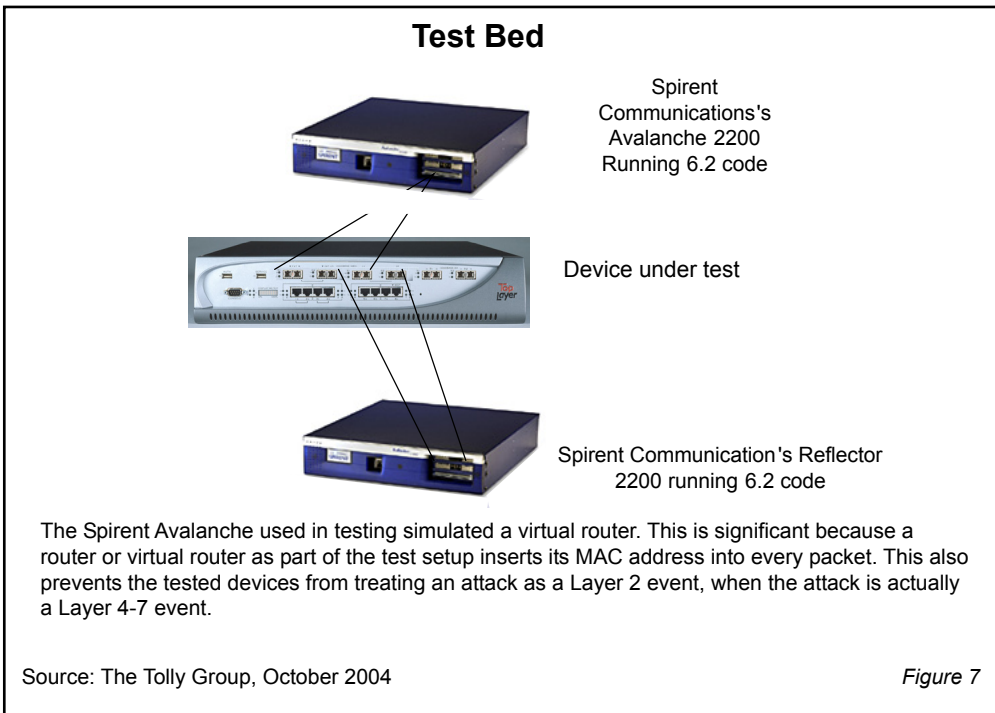 Test Bed
Spirent
Communications's
Avalanche 2200
Running 6.2 code
Device under test
Top
Layer
Spirent Communication's Reflector
2200 running 6.2 code
The Spirent Avalanche used in testing simulated a virtual router. This is significant because a
router or virtual router as part of the test setup inserts its MAC address into every packet. This also
prevents the tested devices from treating an attack as a Layer 2 event, when the attack is actually
a Layer 4-7 event.
Source: The Tolly Group, October 2004
Figure 7